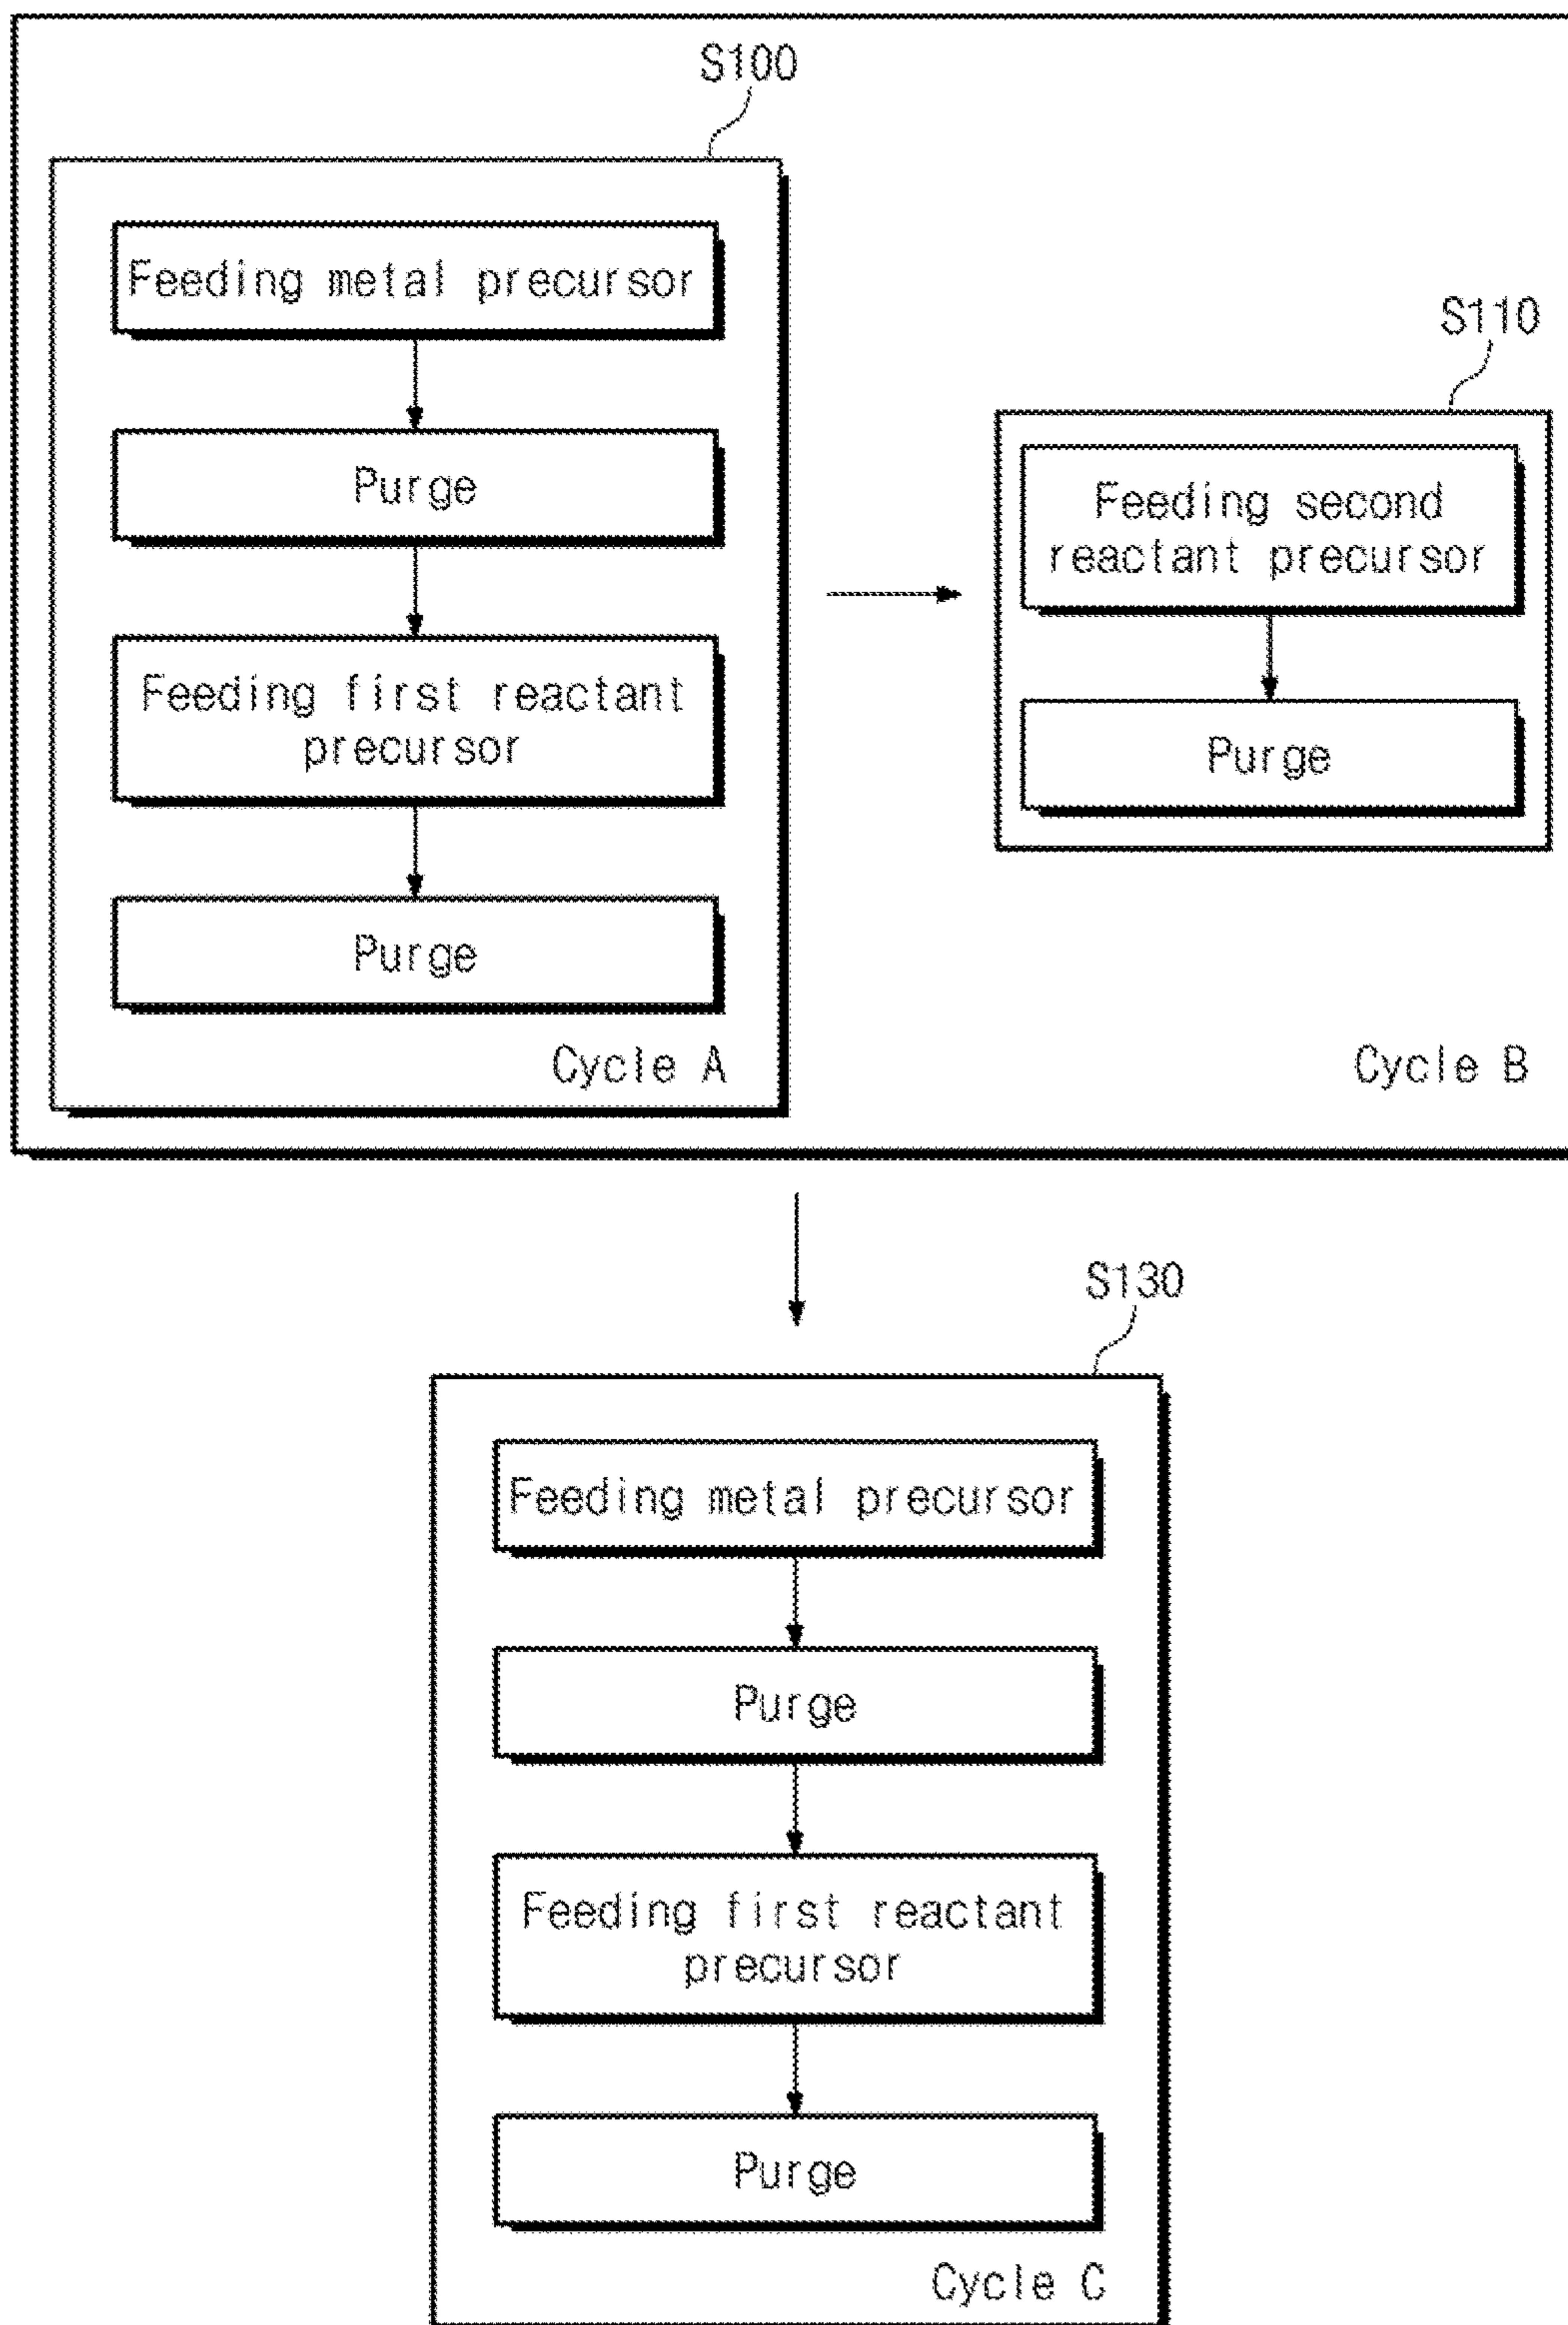 S100
Feeding metal precursor
Purge
Feeding first reactant
precursor
Purge
Cycle A
S110
Feeding second
reactant precursor
Purge
Cycle B
S130
Feeding metal precursor
Purge
Feeding first reactant
precursor
Purge
Cycle C